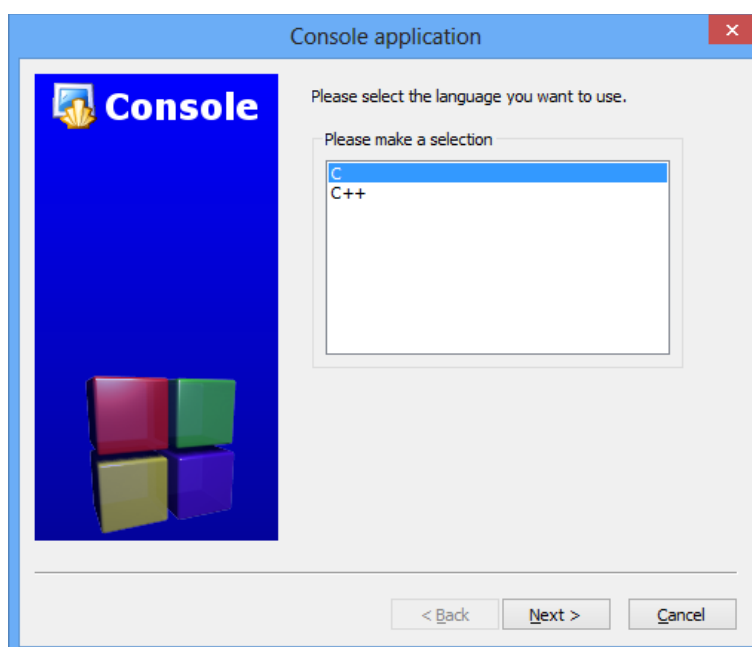 Console application
Console
Please select the language you want to use.
Please make a selection
C
C++
< Back
Next >
Cancel